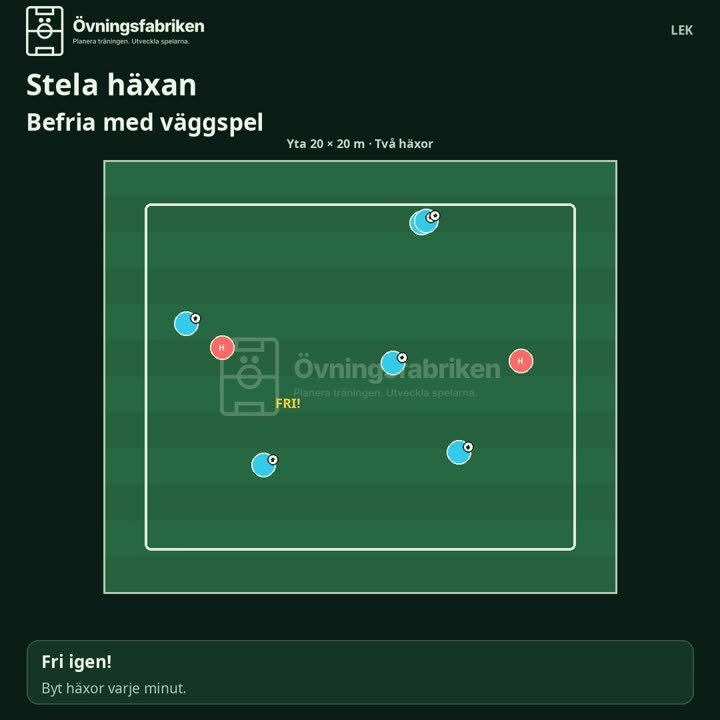 Övningsfabriken
Planera träningen. Utveckla spelarna.
LEK
Stela häxan
Befria med väggspel
Yta 20 × 20 m · Två häxor
H
H
Övningsfabriken
Planera träningen. Utveckla spelarna.
FRI!
Fri igen!
Byt häxor varje minut.